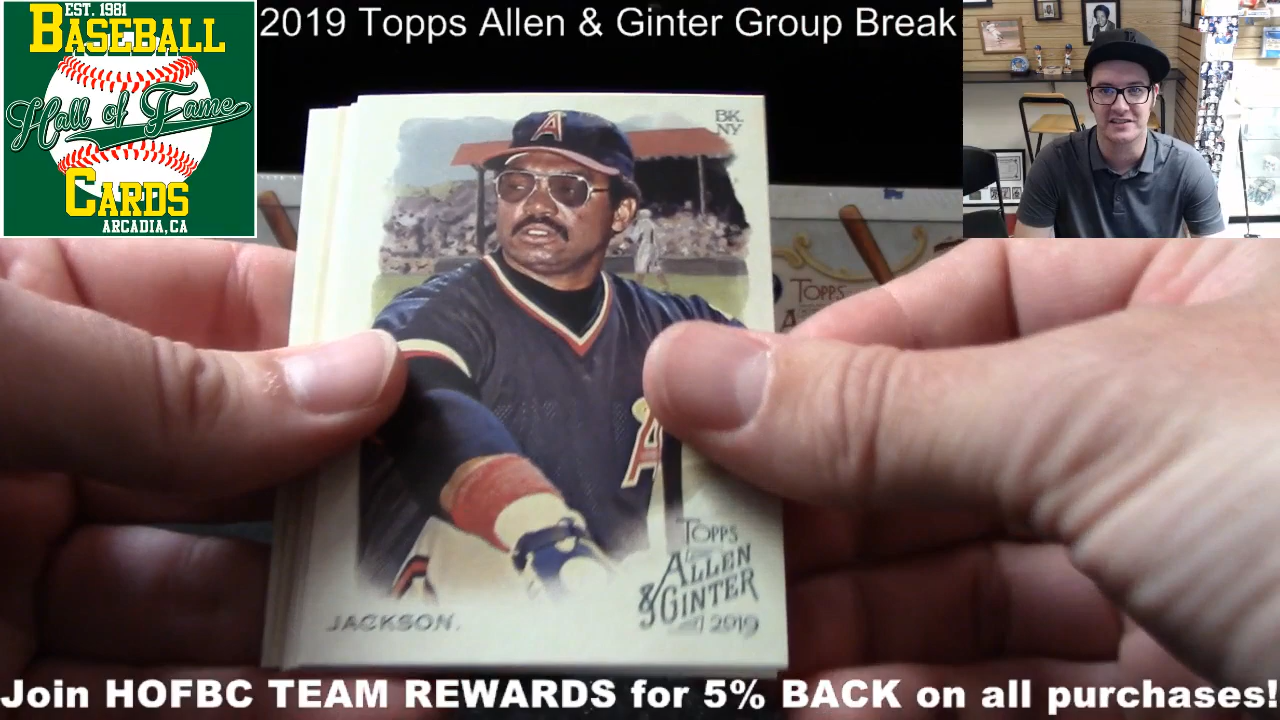 EST. 1981
BASEBALL
Hall of Fame
CARDS
ARCADIA, CA
2019 Topps Allen & Ginter Group Break
BK.
NY
A
A
TOPPS
TOPPS
ALLEN
& GINTER
2019
JACKSON.
Join HOFBC TEAM REWARDS for 5% BACK on all purchases!